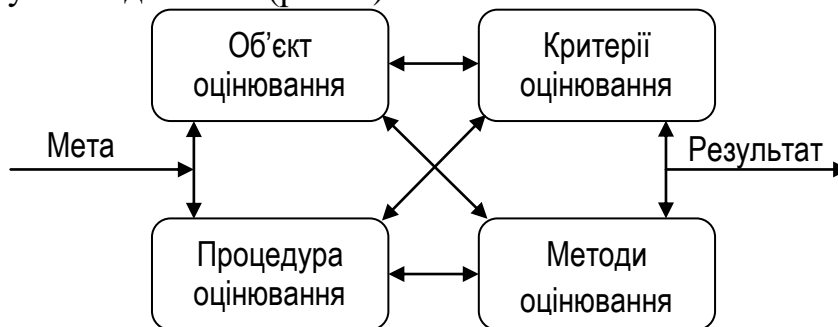 Об’єкт
оцінювання
Критерії
оцінювання
Мета
Результат
Процедура
оцінювання
Методи
оцінювання